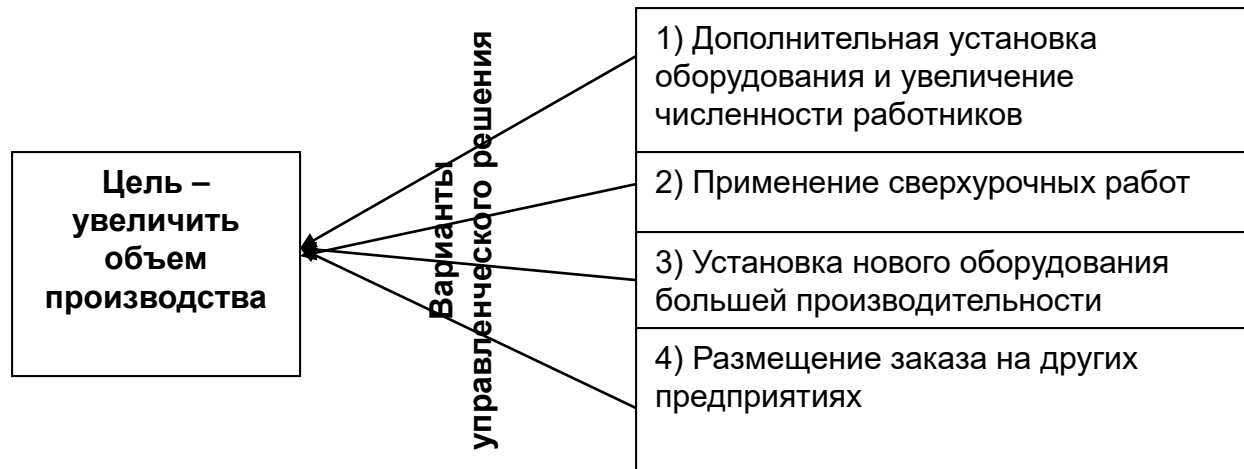 Цель –
увеличить
объем
производства
Варианты
управленческого решения
1) Дополнительная установка
оборудования и увеличение
численности работников
2) Применение сверхурочных работ
3) Установка нового оборудования
большей производительности
4) Размещение заказа на других
предприятиях